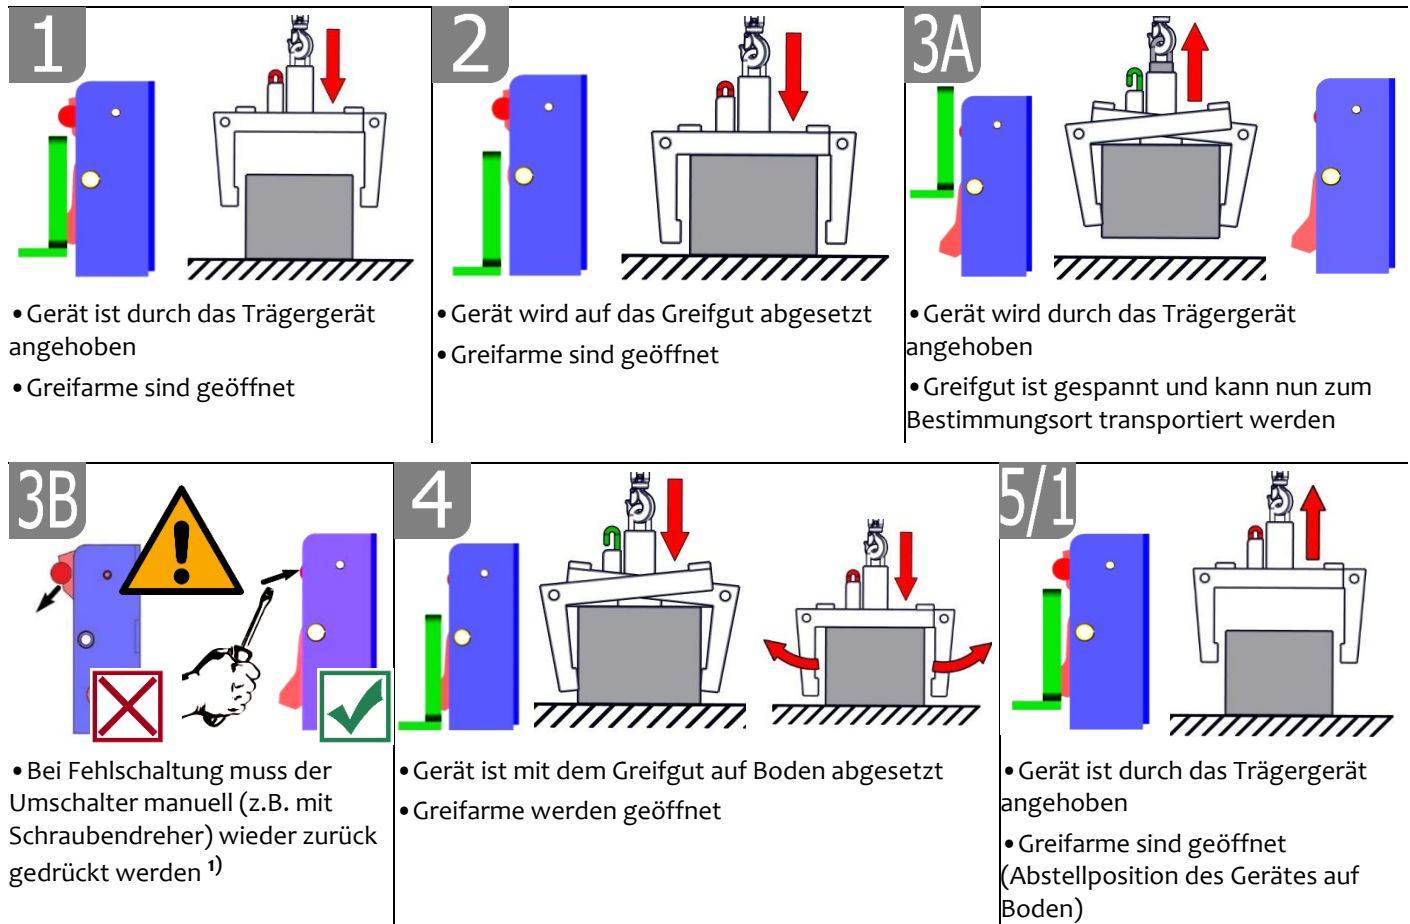 1
• Gerät ist durch das Trägergerät
angehoben
• Greifarme sind geöffnet
2
• Gerät wird auf das Greifgut abgesetzt
• Greifarme sind geöffnet
3A
• Gerät wird durch das Trägergerät
angehoben
• Greifgut ist gespannt und kann nun zum
Bestimmungsort transportiert werden
3B
• Bei Fehlschaltung muss der
Umschalter manuell (z.B. mit
Schraubendreher) wieder zurück
gedrückt werden ¹⁾
4
• Gerät ist mit dem Greifgut auf Boden abgesetzt
• Greifarme werden geöffnet
5/1
• Gerät ist durch das Trägergerät
angehoben
• Greifarme sind geöffnet
(Abstellposition des Gerätes auf
Boden)